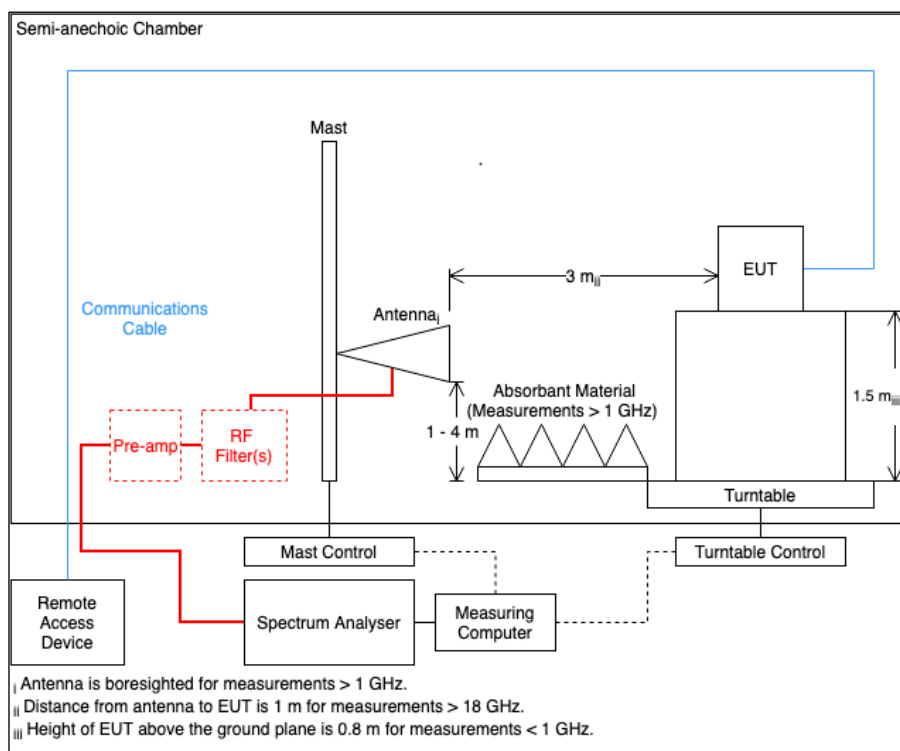 Semi-anechoic Chamber
Mast
EUT
3 mii
Communications
Cable
Antennai
Absorbant Material
(Measurements > 1 GHz)
1.5 miii
1 - 4 m
Pre-amp
RF
Filter(s)
Turntable
Mast Control
Turntable Control
Remote
Access
Device
Spectrum Analyser
Measuring
Computer
i Antenna is boresighted for measurements > 1 GHz.
ii Distance from antenna to EUT is 1 m for measurements > 18 GHz.
iii Height of EUT above the ground plane is 0.8 m for measurements < 1 GHz.